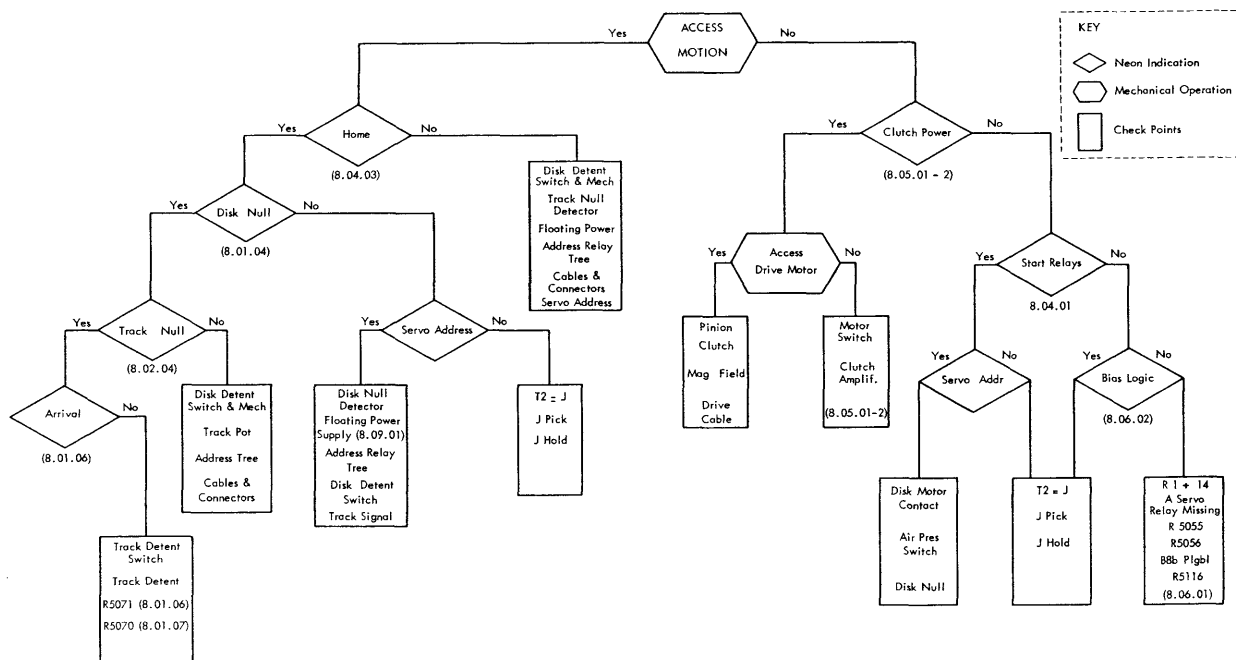 ACCESS
MOTION
Yes
No
KEY
Neon Indication
Mechanical Operation
Check Points
Yes
Home
No
(8.04.03)
Yes
Clutch Power
No
(8.05.01 - 2)
Disk Detent
Switch & Mech
Track Null
Detector
Floating Power
Address Relay
Tree
Cables &
Connectors
Servo Address
Yes
Disk Null
No
(8.01.04)
Yes
Access
Drive Motor
No
Yes
Start Relays
No
8.04.01
Yes
Track Null
No
(8.02.04)
Yes
Servo Address
No
Pinion
Clutch
Mag Field
Drive
Cable
Motor
Switch
Clutch
Amplif.
(8.05.01-2)
Yes
Servo Addr
No
Yes
Bias Logic
No
(8.06.02)
Arrival
No
(8.01.06)
Disk Detent
Switch & Mech
Track Pot
Address Tree
Cables &
Connectors
Disk Null
Detector
Floating Power
Supply (8.09.01)
Address Relay
Tree
Disk Detent
Switch
Track Signal
T2 = J
J Pick
J Hold
Disk Motor
Contact
Air Pres
Switch
Disk Null
T2 = J
J Pick
J Hold
R 1 + 14
A Servo
Relay Missing
R 5055
R5056
B8b Plgbl
R5116
(8.06.01)
Track Detent
Switch
Track Detent
R5071 (8.01.06)
R5070 (8.01.07)